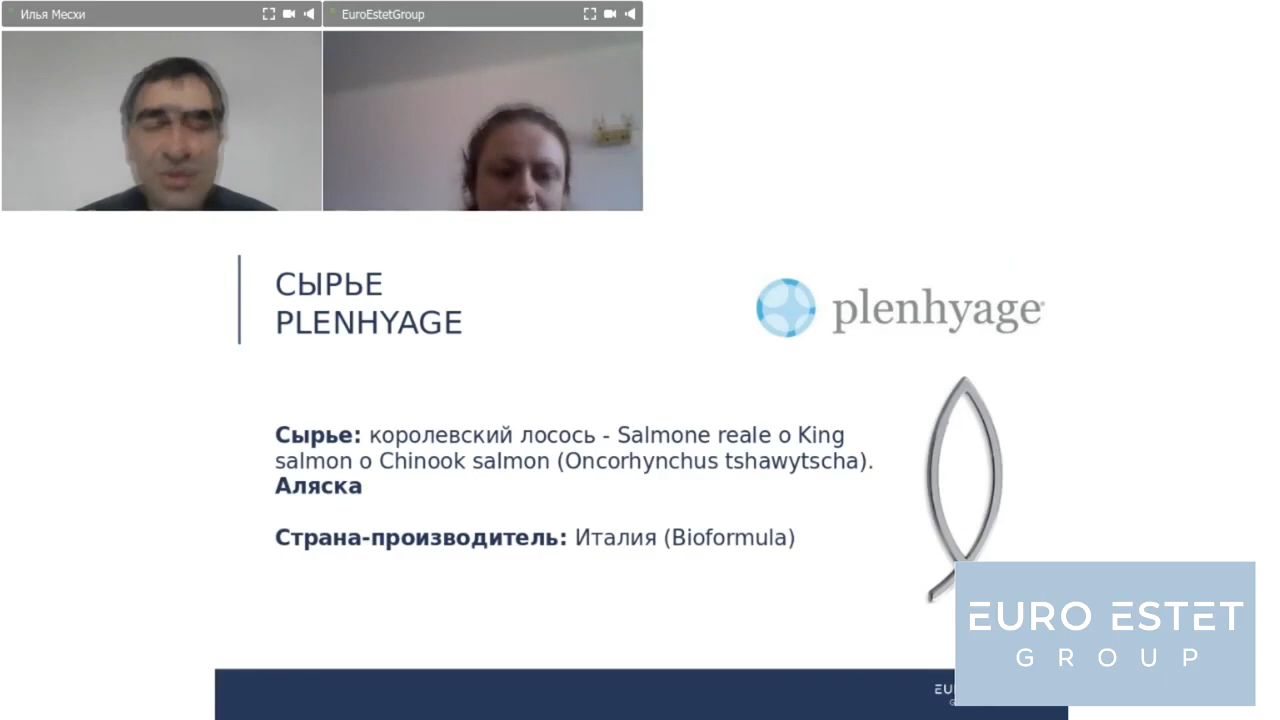 Илья Месхи
EuroEstetGroup
СЫРЬЕ
PLENHYAGE
plenhyage
Сырье: королевский лосось - Salmone reale o King
salmon o Chinook salmon (Oncorhynchus tshawytscha).
Аляска
Страна-производитель: Италия (Bioformula)
EURO ESTET
GROUP